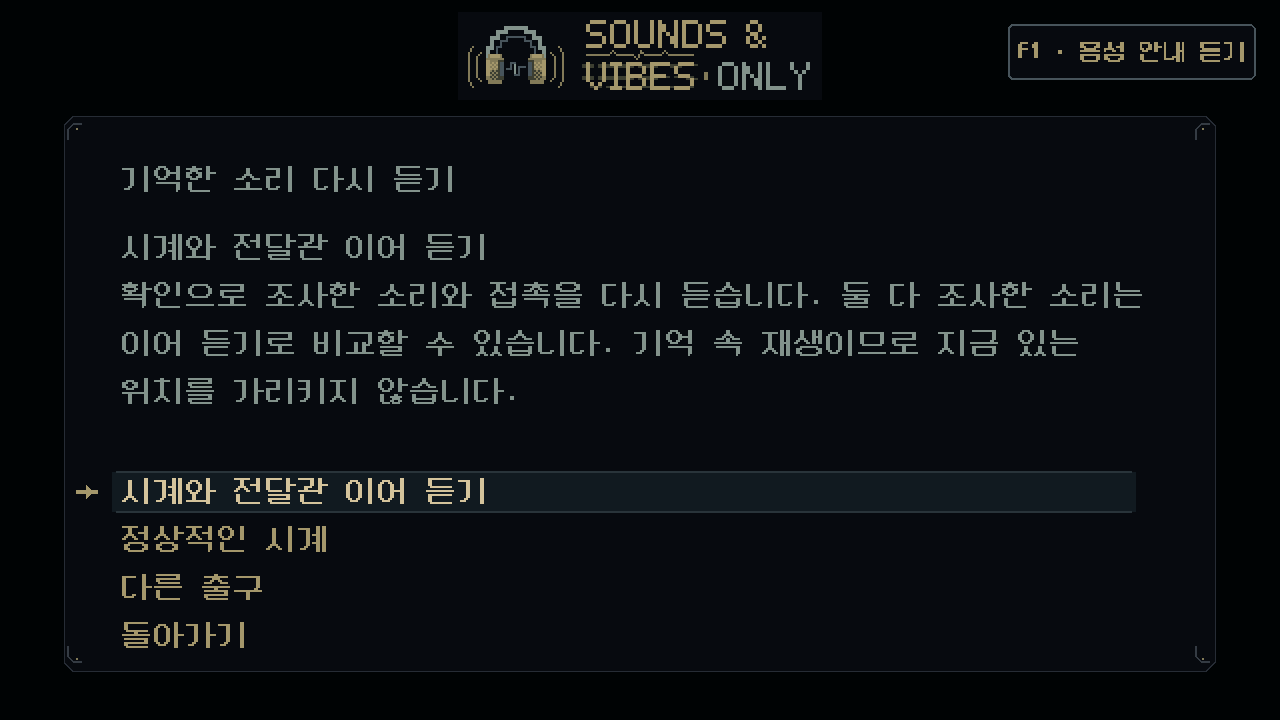 SOUNDS &
VIBES·ONLY
F1 · 음성 안내 듣기
기억한 소리 다시 듣기
시계와 전달관 이어 듣기
확인으로 조사한 소리와 접촉을 다시 듣습니다. 둘 다 조사한 소리는
이어 듣기로 비교할 수 있습니다. 기억 속 재생이므로 지금 있는
위치를 가리키지 않습니다.
시계와 전달관 이어 듣기
정상적인 시계
다른 출구
돌아가기